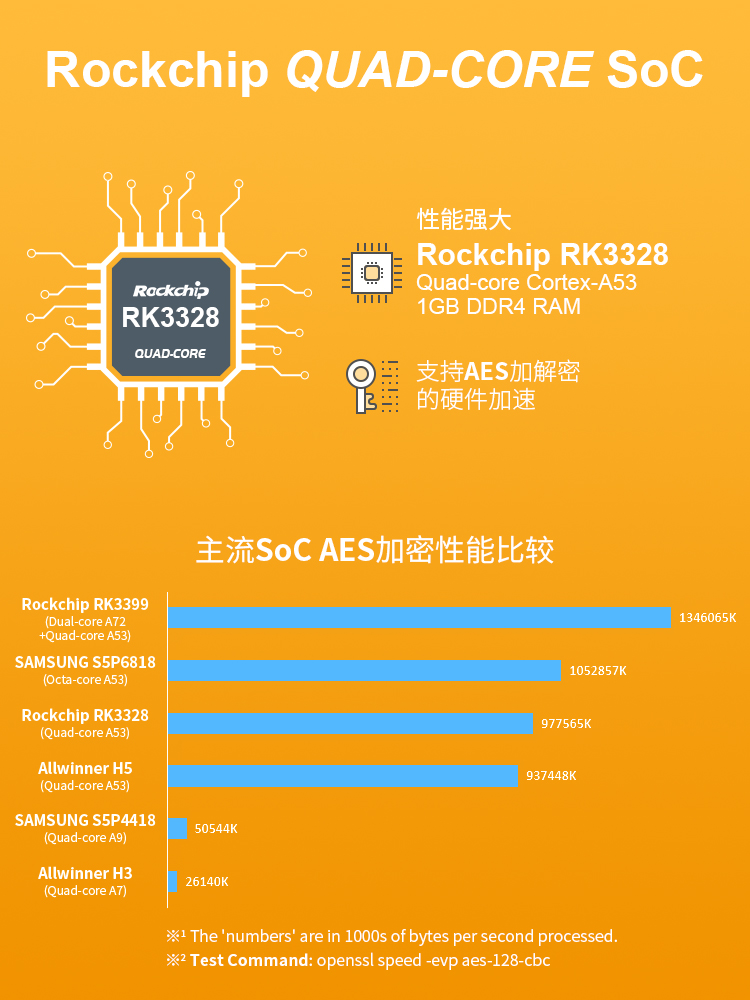 Rockchip QUAD-CORE SoC
Rockchip
RK3328
QUAD-CORE
性能强大
Rockchip RK3328
Quad-core Cortex-A53
1GB DDR4 RAM
支持AES加解密
的硬件加速
主流SoC AES加密性能比较
Rockchip RK3399
(Dual-core A72
+Quad-core A53)
1346065K
SAMSUNG S5P6818
(Octa-core A53)
1052857K
Rockchip RK3328
(Quad-core A53)
977565K
Allwinner H5
(Quad-core A53)
937448K
SAMSUNG S5P4418
(Quad-core A9)
50544K
Allwinner H3
(Quad-core A7)
26140K
※¹ The 'numbers' are in 1000s of bytes per second processed.
※² Test Command: openssl speed -evp aes-128-cbc